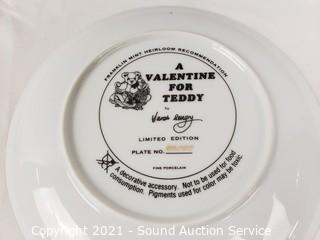 FRANKLIN MINT HEIRLOOM RECOMMENDATION
A
VALENTINE
FOR
TEDDY
by
LIMITED EDITION
PLATE NO.
FINE PORCELAIN
A decorative accessory. Not to be used for food
consumption. Pigments used for color may be toxic
Copyright 2021 - Sound Auction Service